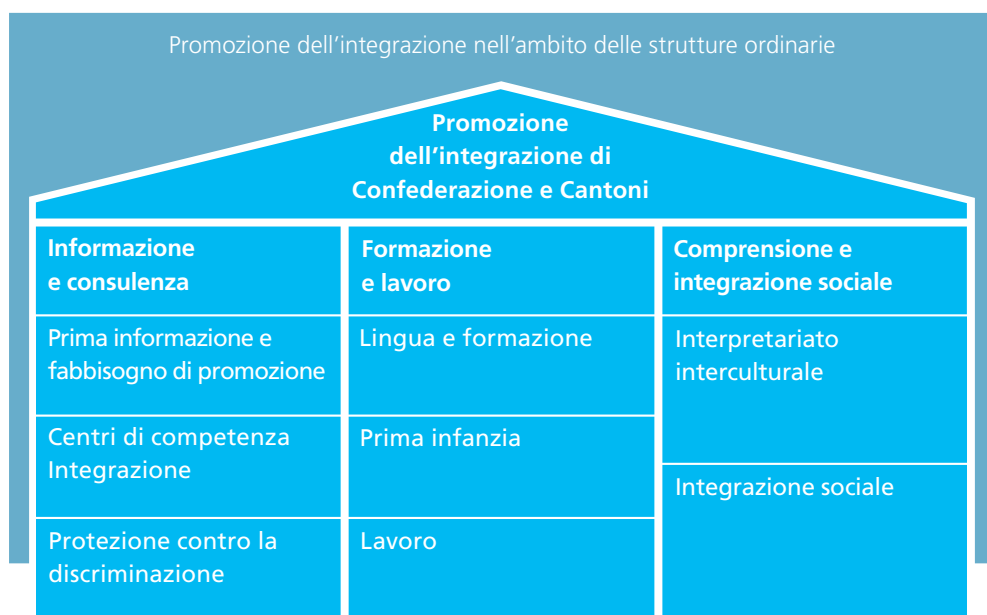 Promozione dell'integrazione nell'ambito delle strutture ordinarie
Promozione
dell'integrazione di
Confederazione e Cantoni
Informazione
e consulenza
Prima informazione e
fabbisogno di promozione
Centri di competenza
Integrazione
Protezione contro la
discriminazione
Formazione
e lavoro
Lingua e formazione
Prima infanzia
Lavoro
Comprensione e
integrazione sociale
Interpretariato
interculturale
Integrazione sociale